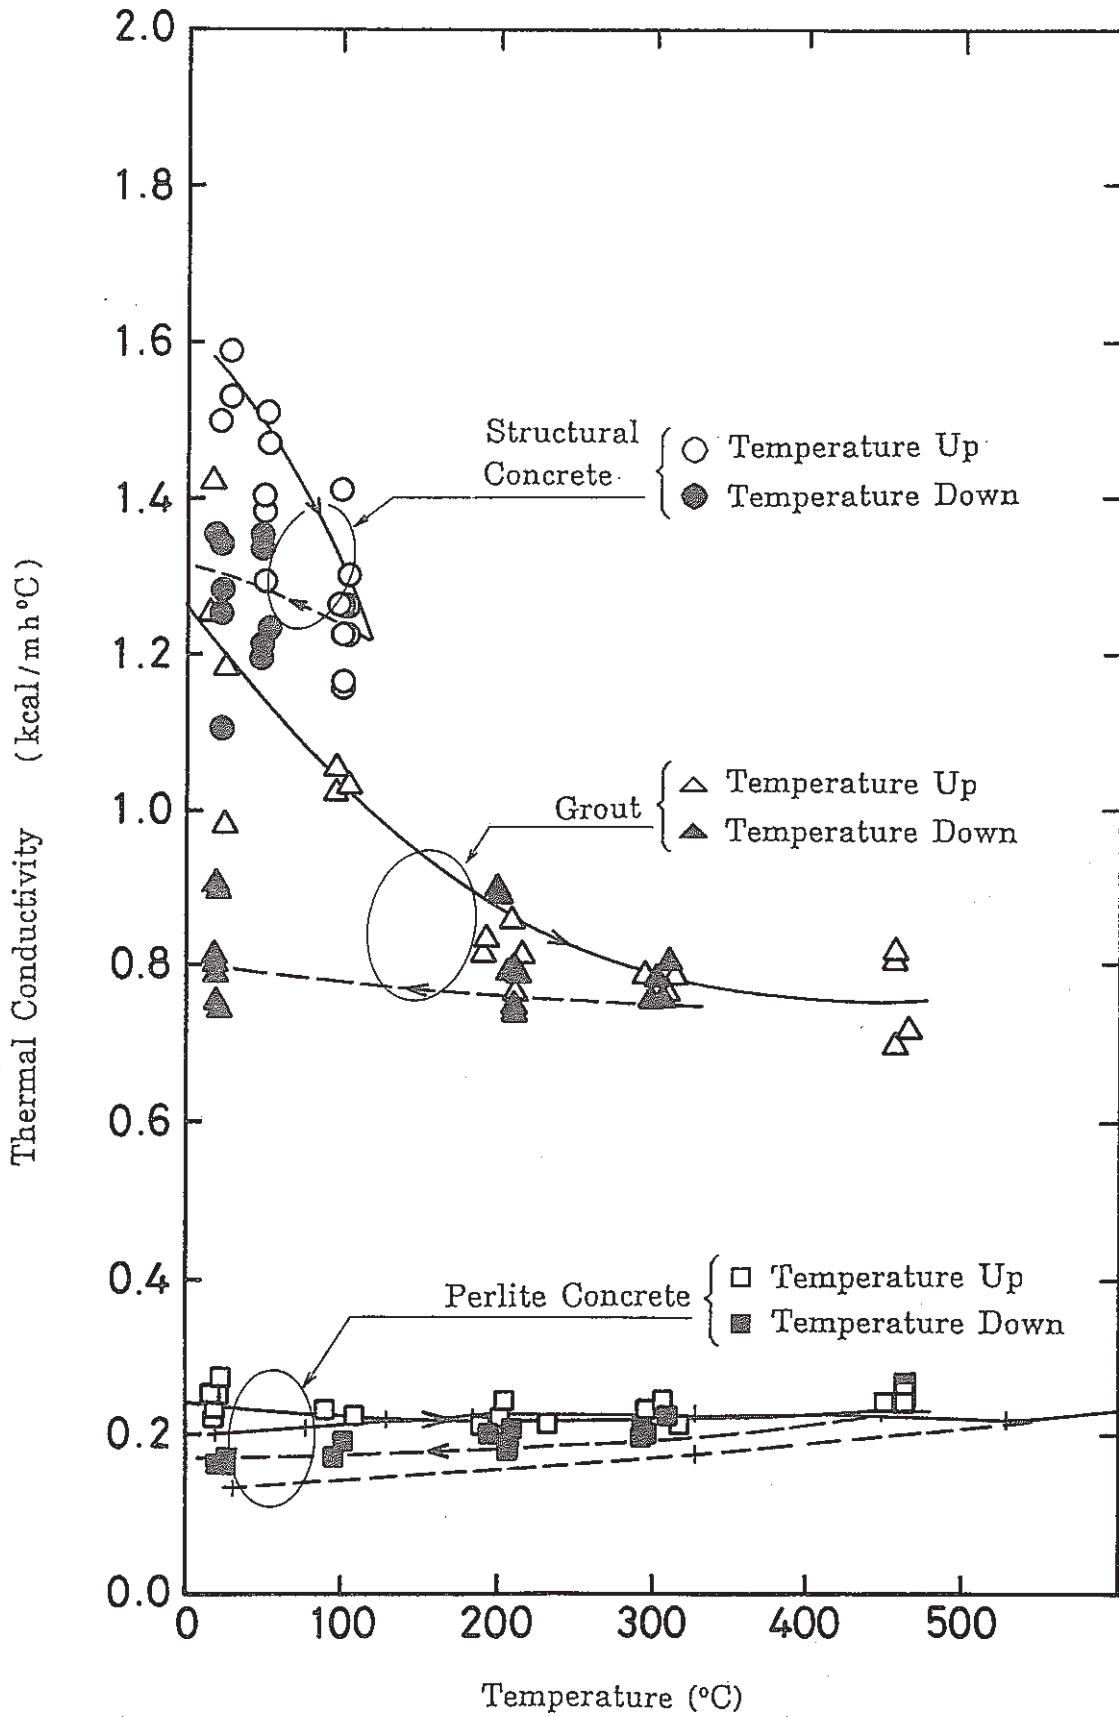 2.0
1.8
1.6
1.4
1.2
1.0
0.8
0.6
0.4
0.2
0.0
Thermal Conductivity (kcal/mh°C)
Structural
Concrete
Temperature Up
Temperature Down
Grout
Temperature Up
Temperature Down
Perlite Concrete
Temperature Up
Temperature Down
0 100 200 300 400 500
Temperature (°C)